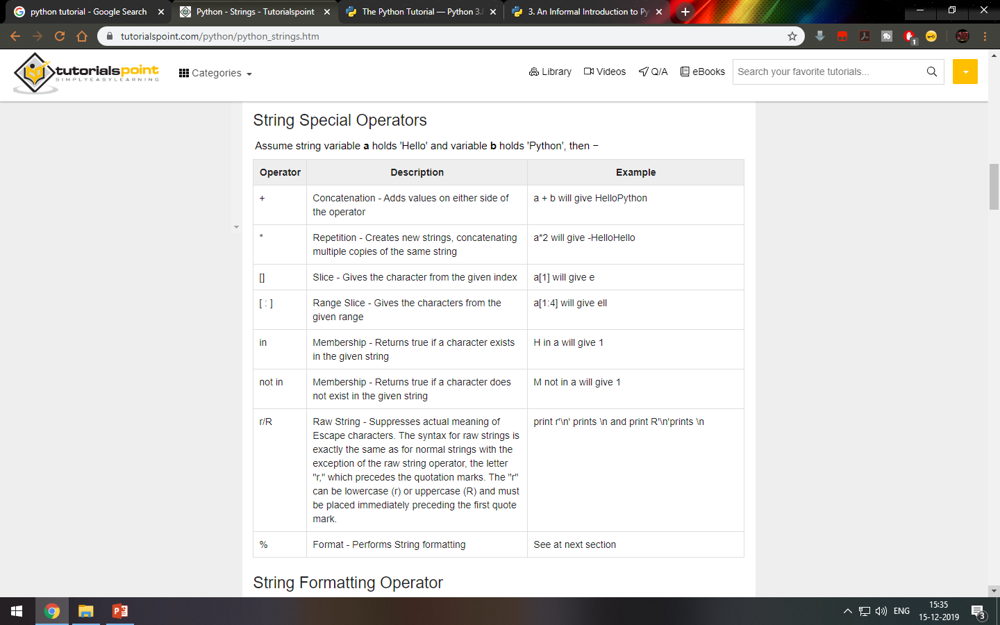 python tutorial - Google Search
Python - Strings - Tutorialspoint
The Python Tutorial — Python 3.8
3. An Informal Introduction to Py
tutorialspoint.com/python/python_strings.htm
1
tutorialspoint
SIMPLYEASYLEARNING
Categories
Library
Videos
Q/A
eBooks
Search your favorite tutorials...
String Special Operators
Assume string variable a holds 'Hello' and variable b holds 'Python', then −
Operator Description Example
+ Concatenation - Adds values on either side of a + b will give HelloPython
the operator
* Repetition - Creates new strings, concatenating a*2 will give -HelloHello
multiple copies of the same string
[] Slice - Gives the character from the given index a[1] will give e
[ : ] Range Slice - Gives the characters from the a[1:4] will give ell
given range
in Membership - Returns true if a character exists H in a will give 1
in the given string
not in Membership - Returns true if a character does M not in a will give 1
not exist in the given string
r/R Raw String - Suppresses actual meaning of print r'\n' prints \n and print R'\n'prints \n
Escape characters. The syntax for raw strings is
exactly the same as for normal strings with the
exception of the raw string operator, the letter
"r," which precedes the quotation marks. The "r"
can be lowercase (r) or uppercase (R) and must
be placed immediately preceding the first quote
mark.
% Format - Performs String formatting See at next section
String Formatting Operator
ENG
15:35
15-12-2019
3